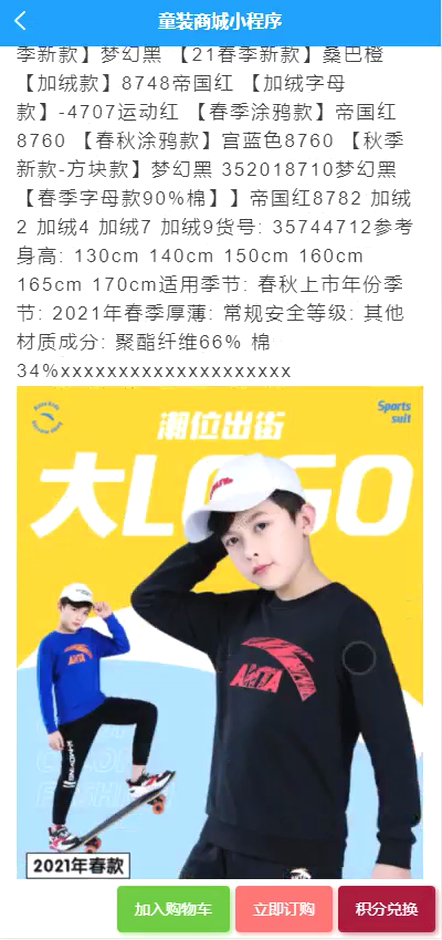 童装商城小程序
季新款】梦幻黑 【21春季新款】桑巴橙
【加绒款】8748帝国红 【加绒字母
款】-4707运动红 【春季涂鸦款】帝国红
8760 【春秋涂鸦款】宫蓝色8760 【秋季
新款-方块款】梦幻黑 352018710梦幻黑
【春季字母款90%棉】】帝国红8782 加绒
2 加绒4 加绒7 加绒9货号: 35744712参考
身高: 130cm 140cm 150cm 160cm
165cm 170cm适用季节: 春秋上市年份季
节: 2021年春季厚薄: 常规安全等级: 其他
材质成分: 聚酯纤维66% 棉
34%xxxxxxxxxxxxxxxxxxxx
Sports
suit
潮位出街
大LOGO
ANTA
2021年春款
加入购物车
立即订购
积分兑换